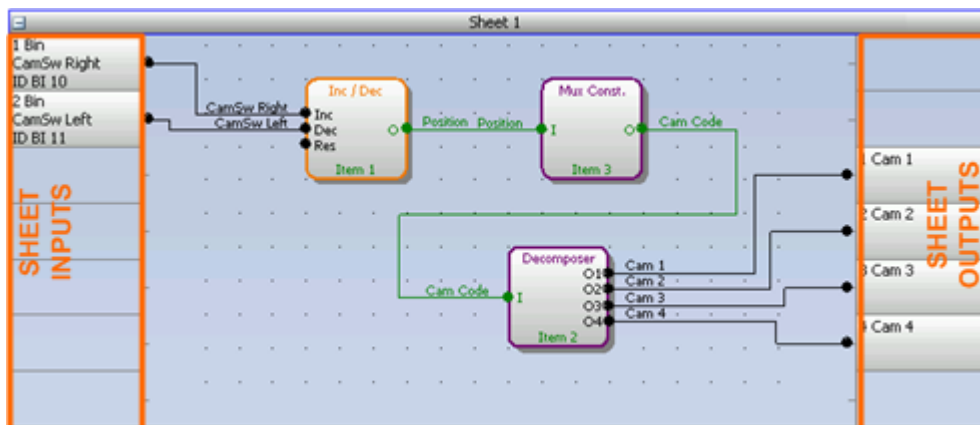 Sheet 1
1 Bin
CamSw Right
ID BI 10
2 Bin
CamSw Left
ID BI 11
SHEET
INPUTS
CamSw Right
CamSw Left
Inc / Dec
Inc
Dec
Res
O
Item 1
Position Position
Mux Const.
I
O
Item 3
Cam Code
Cam Code
Decomposer
I
O1
O2
O3
O4
Item 2
Cam 1
Cam 2
Cam 3
Cam 4
1 Cam 1
2 Cam 2
3 Cam 3
4 Cam 4
SHEET
OUTPUTS